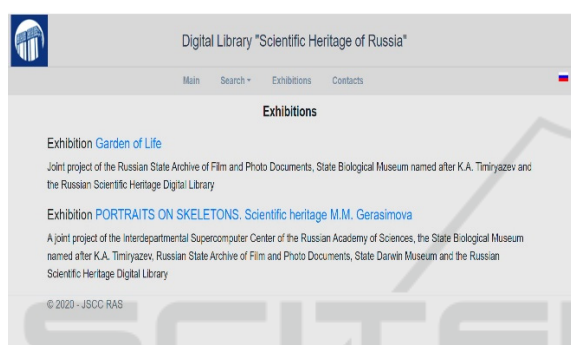 Digital Library "Scientific Heritage of Russia"
Main Search Exhibitions Contacts
Exhibitions
Exhibition Garden of Life
Joint project of the Russian State Archive of Film and Photo Documents, State Biological Museum named after K.A. Timiryazev and
the Russian Scientific Heritage Digital Library
Exhibition PORTRAITS ON SKELETONS. Scientific heritage M.M. Gerasimova
A joint project of the Interdepartmental Supercomputer Center of the Russian Academy of Sciences, the State Biological Museum
named after K.A. Timiryazev, Russian State Archive of Film and Photo Documents, State Darwin Museum and the Russian
Scientific Heritage Digital Library
© 2020 - JSCC RAS